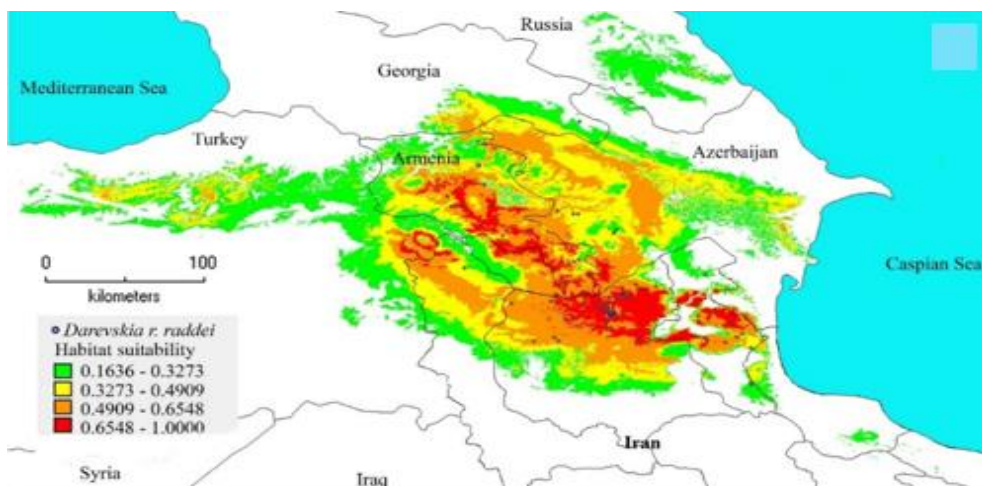 Russia
Georgia
Mediterranean Sea
Turkey
Armenia
Azerbaijan
Caspian Sea
0 100
kilometers
Darevskia r. raddei
Habitat suitability
0.1636 - 0.3273
0.3273 - 0.4909
0.4909 - 0.6548
0.6548 - 1.0000
Iran
Syria
Iraq